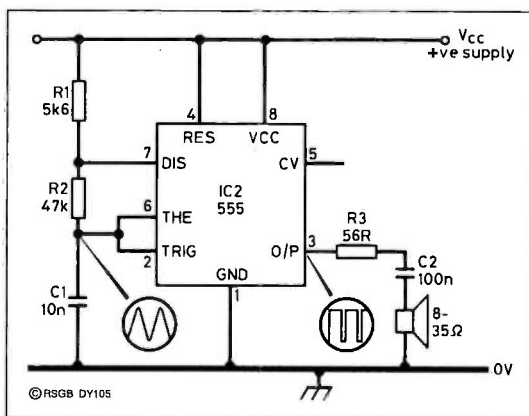 Vcc
+ve supply
R1
5k6
4
8
RES
VCC
7
DIS
CV
5
R2
47k
IC2
555
6
THE
R3
56R
TRIG
2
O/P
3
C2
100n
GND
C1
10n
1
8-
35Ω
0V
©RSGB DY105